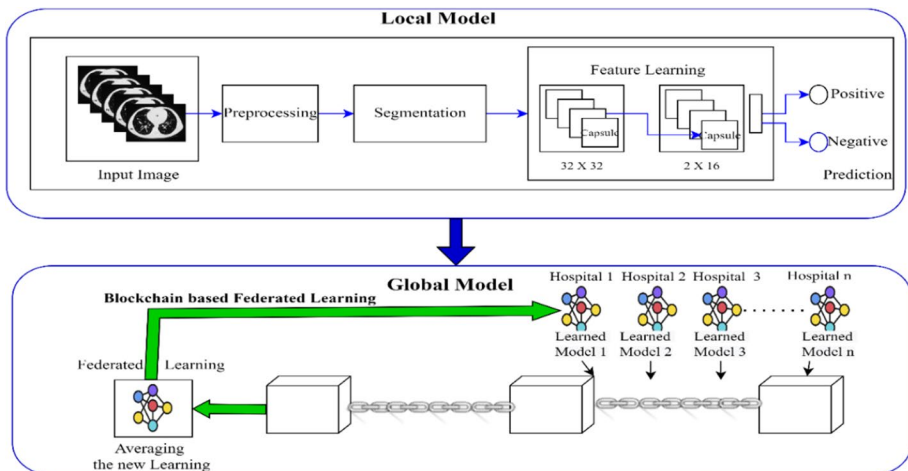 Local Model
Input Image
Preprocessing
Segmentation
Feature Learning
Capsule
32 X 32
Capsule
2 X 16
Positive
Negative
Prediction
Global Model
Blockchain based Federated Learning
Hospital 1 Hospital 2 Hospital 3 Hospital n
Learned Learned Learned Learned
Model 1 Model 2 Model 3 Model n
Federated Learning
Averaging
the new Learning